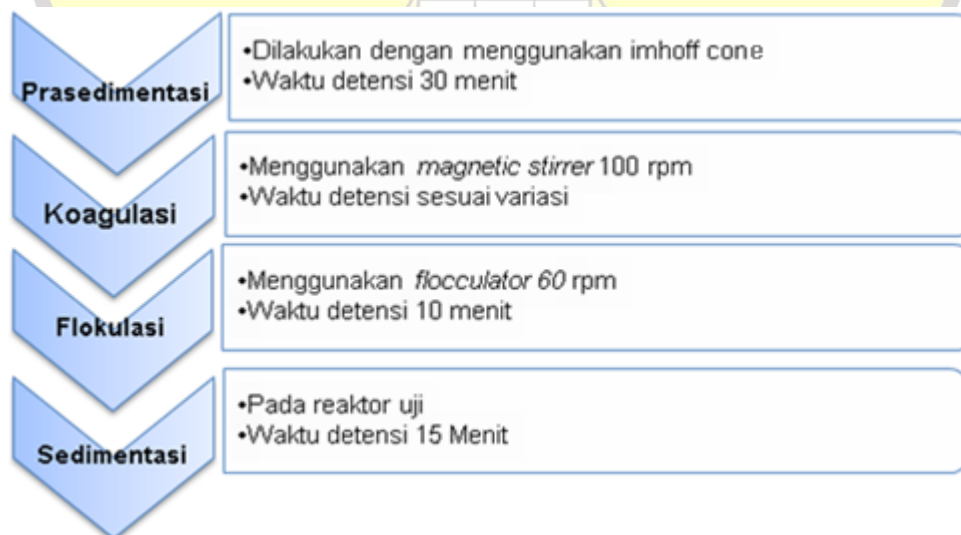 Prasedimentasi
•Dilakukan dengan menggunakan imhoff cone
•Waktu detensi 30 menit
Koagulasi
•Menggunakan magnetic stirrer 100 rpm
•Waktu detensi sesuai variasi
Flokulasi
•Menggunakan flocculator 60 rpm
•Waktu detensi 10 menit
Sedimentasi
•Pada reaktor uji
•Waktu detensi 15 Menit